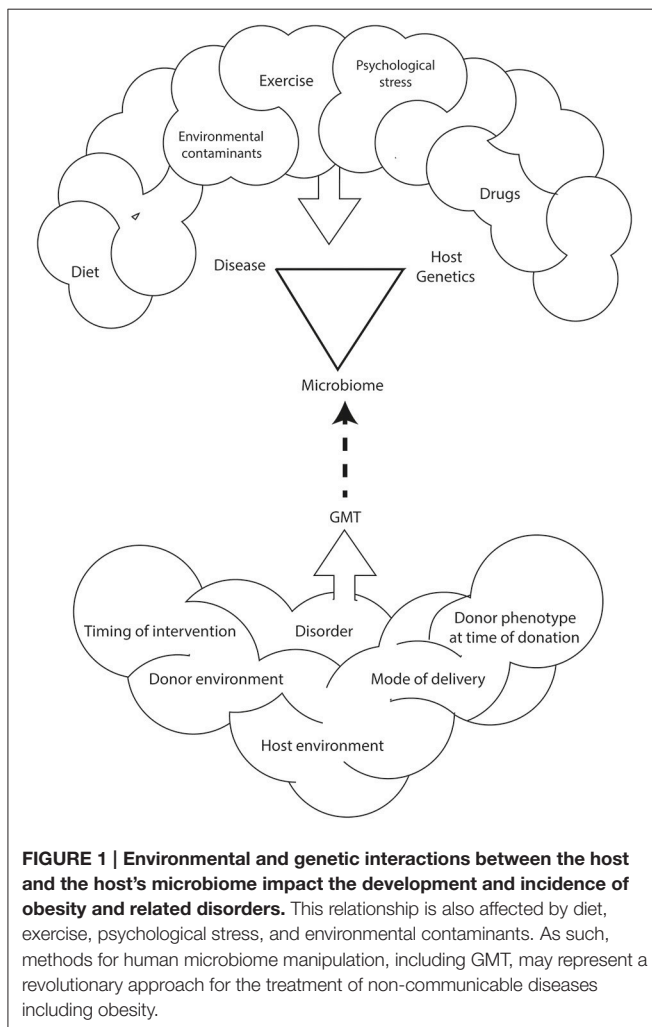 Exercise
Psychological
stress
Environmental
contaminants
Drugs
Diet
Disease
Host
Genetics
Microbiome
GMT
Timing of intervention
Disorder
Donor phenotype
at time of donation
Donor environment
Mode of delivery
Host environment
FIGURE 1 | Environmental and genetic interactions between the host
and the host's microbiome impact the development and incidence of
obesity and related disorders. This relationship is also affected by diet,
exercise, psychological stress, and environmental contaminants. As such,
methods for human microbiome manipulation, including GMT, may represent a
revolutionary approach for the treatment of non-communicable diseases
including obesity.